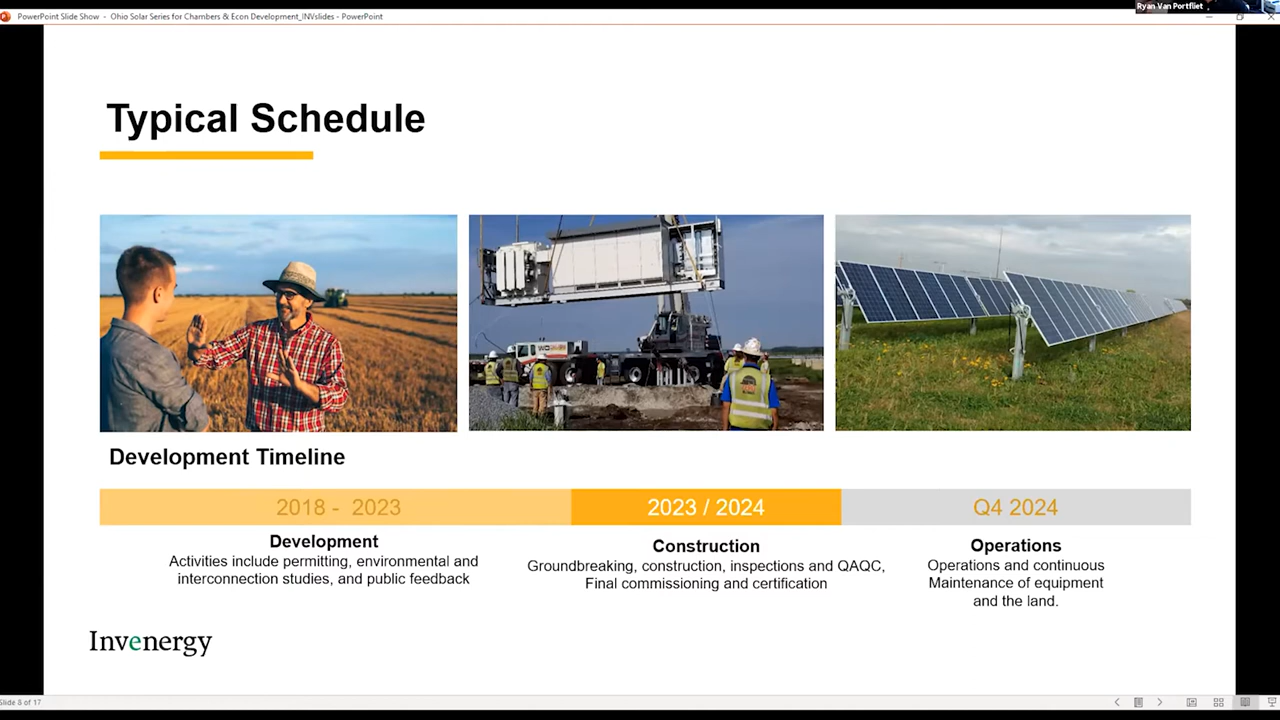 PowerPoint Slide Show - Ohio Solar Series for Chambers & Econ Development_INVslides - PowerPoint
Ryan Van Portfliet
Typical Schedule
Development Timeline
2018 - 2023
2023 / 2024
Q4 2024
Development
Activities include permitting, environmental and
interconnection studies, and public feedback
Construction
Groundbreaking, construction, inspections and QAQC,
Final commissioning and certification
Operations
Operations and continuous
Maintenance of equipment
and the land.
Invenergy
Slide 8 of 17